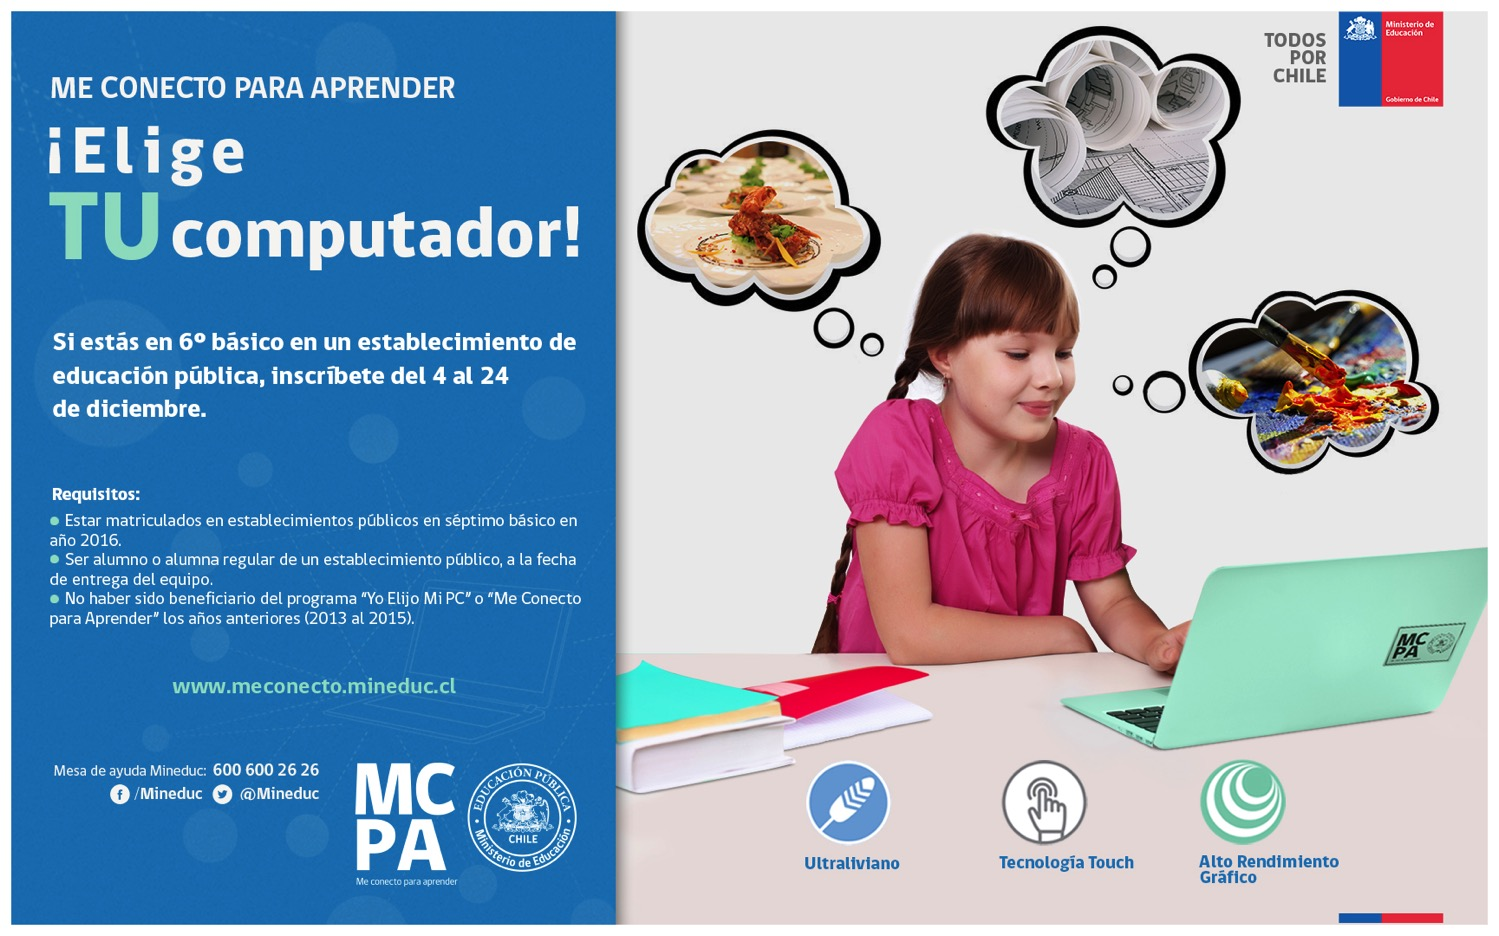 ME CONECTO PARA APRENDER
¡Elige
TU computador!
Si estás en 6º básico en un establecimiento de
educación pública, inscríbete del 4 al 24
de diciembre.
Requisitos:
• Estar matriculados en establecimientos públicos en séptimo básico en
año 2016.
• Ser alumno o alumna regular de un establecimiento público, a la fecha
de entrega del equipo.
• No haber sido beneficiario del programa "Yo Elijo Mi PC" o "Me Conecto
para Aprender" los años anteriores (2013 al 2015).
www.meconecto.mineduc.cl
Mesa de ayuda Mineduc: 600 600 26 26
/Mineduc @Mineduc
MC
PA
Me conecto para aprender
EDUCACIÓN PÚBLICA
CHILE
Ministerio de Educación
TODOS
POR
CHILE
Ministerio de
Educación
Gobierno de Chile
MC
PA
Ultraliviano
Tecnología Touch
Alto Rendimiento
Gráfico